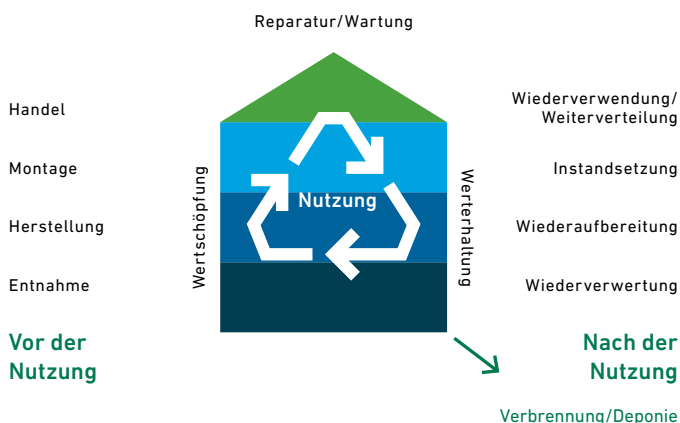 Reparatur/Wartung
Handel
Montage
Herstellung
Entnahme
Vor der
Nutzung
Wertschöpfung
Nutzung
Werterhaltung
Wiederverwendung/
Weiterverteilung
Instandsetzung
Wiederaufbereitung
Wiederverwertung
Nach der
Nutzung
Verbrennung/Deponie